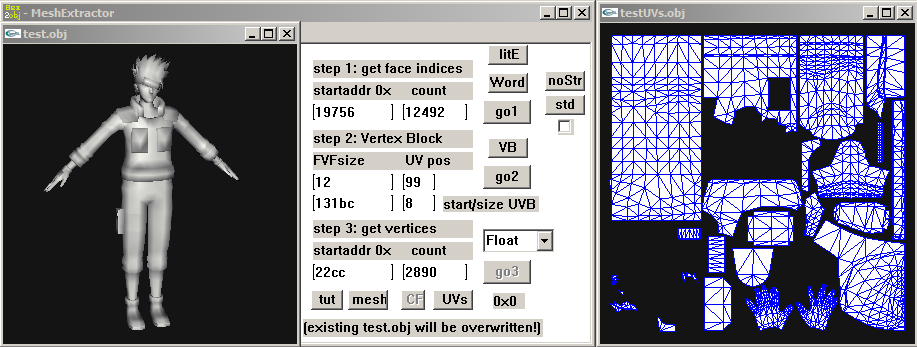 Hex
2obj - MeshExtractor
test.obj
testUVs.obj
step 1: get face indices
startaddr 0x count
[19756 ] [12492 ]
litE
Word
go1
noStr
std
step 2: Vertex Block
FVFsize UV pos
[12 ] [99 ]
[131bc ] [8 ] start/size UVB
VB
go2
step 3: get vertices
startaddr 0x count
[22cc ] [2890 ]
Float
go3
tut mesh CF UVs 0x0
(existing test.obj will be overwritten!)